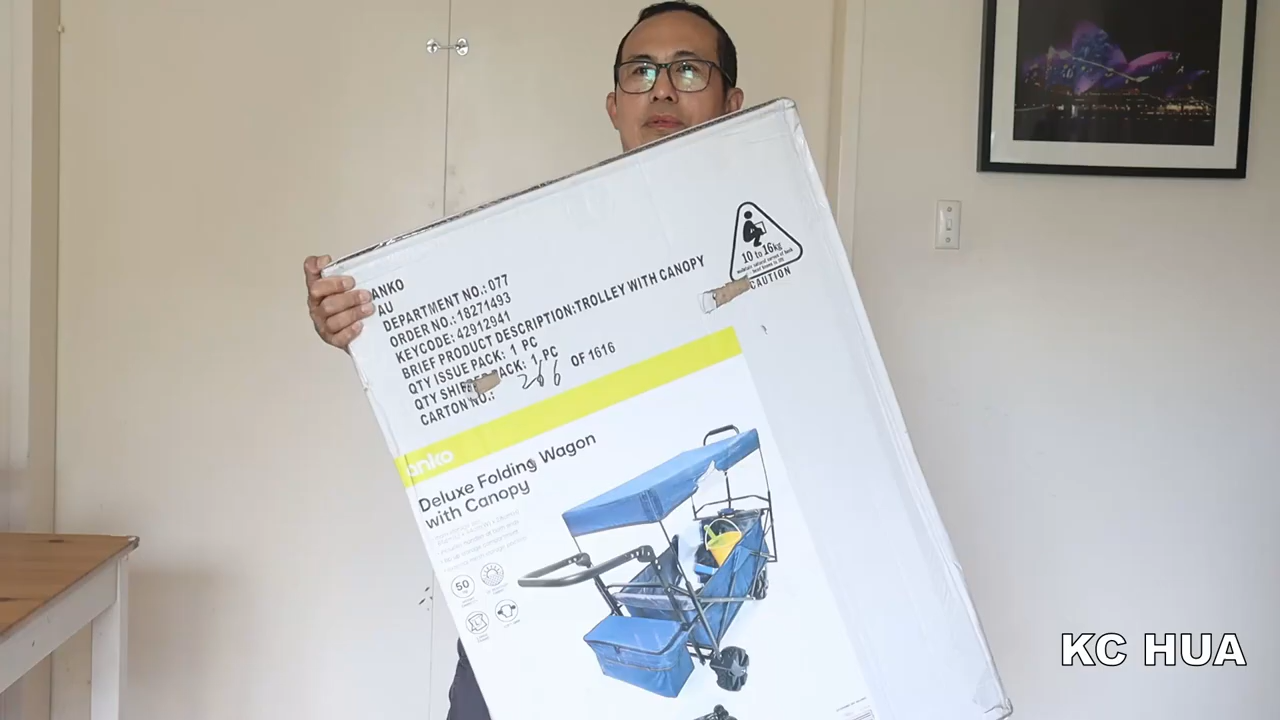 ANKO
AU
DEPARTMENT NO.: 077
ORDER NO.: 18271493
KEYCODE: 42912941
BRIEF PRODUCT DESCRIPTION:TROLLEY WITH CANOPY
QTY ISSUE PACK: 1 PC
QTY SHIPPER PACK: 1 PC
CARTON NO.: 266 OF 1616
10 to 16kg
CAUTION
anko
Deluxe Folding Wagon
with Canopy
50
KC HUA